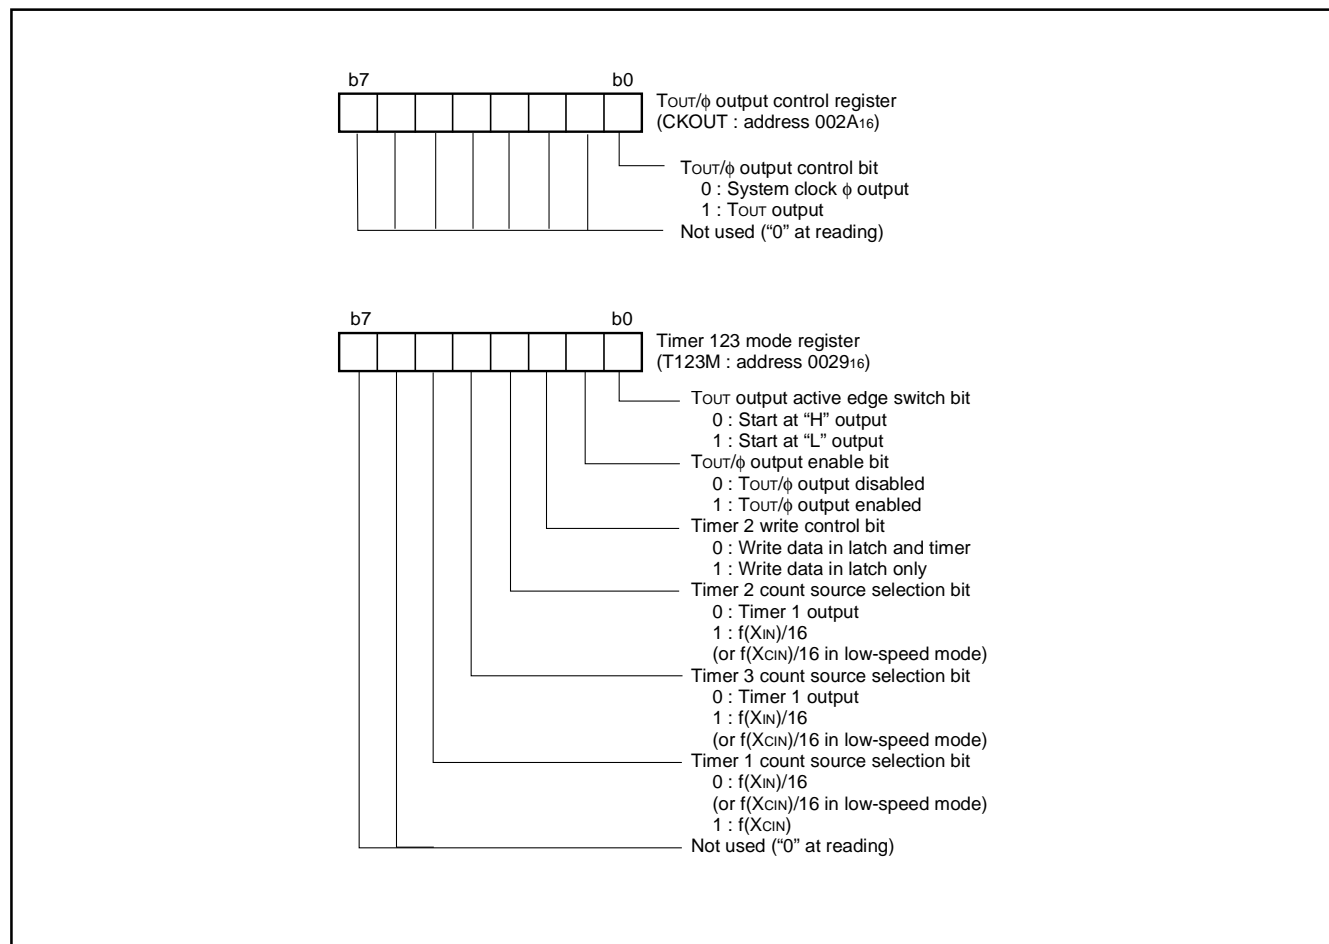 b7 b0
TOUT/ϕ output control register
(CKOUT : address 002A16)
TOUT/ϕ output control bit
0 : System clock ϕ output
1 : TOUT output
Not used (“0” at reading)
b7 b0
Timer 123 mode register
(T123M : address 002916)
TOUT output active edge switch bit
0 : Start at “H” output
1 : Start at “L” output
TOUT/ϕ output enable bit
0 : TOUT/ϕ output disabled
1 : TOUT/ϕ output enabled
Timer 2 write control bit
0 : Write data in latch and timer
1 : Write data in latch only
Timer 2 count source selection bit
0 : Timer 1 output
1 : f(XIN)/16
(or f(XCIN)/16 in low-speed mode)
Timer 3 count source selection bit
0 : Timer 1 output
1 : f(XIN)/16
(or f(XCIN)/16 in low-speed mode)
Timer 1 count source selection bit
0 : f(XIN)/16
(or f(XCIN)/16 in low-speed mode)
1 : f(XCIN)
Not used (“0” at reading)